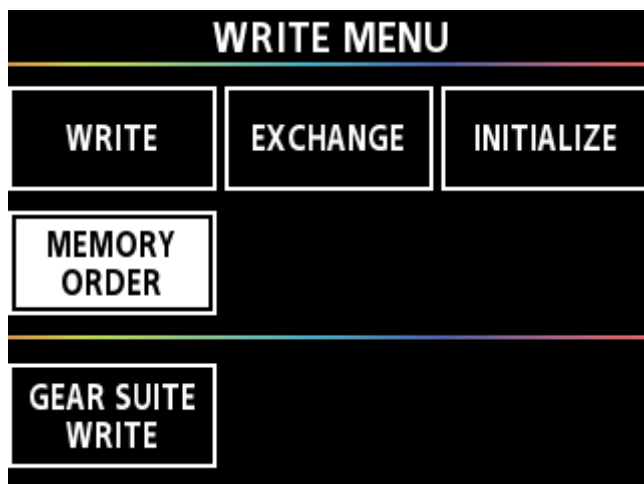 WRITE MENU
WRITE
EXCHANGE
INITIALIZE
MEMORY
ORDER
GEAR SUITE
WRITE